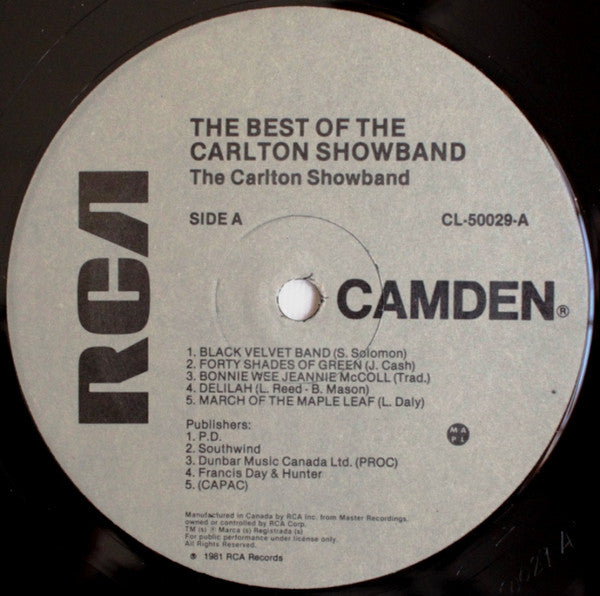 THE BEST OF THE
CARLTON SHOWBAND
The Carlton Showband
SIDE A
CL-50029-A
RCA
CAMDEN®
1. BLACK VELVET BAND (S. Solomon)
2. FORTY SHADES OF GREEN (J. Cash)
3. BONNIE WEE JEANNIE McCOLL (Trad.)
4. DELILAH (L. Reed - B. Mason)
5. MARCH OF THE MAPLE LEAF (L. Daly)
Publishers:
1. P.D.
2. Southwind
3. Dunbar Music Canada Ltd. (PROC)
4. Francis Day & Hunter
5. (CAPAC)
M A
P L
Manufactured in Canada by RCA Inc. from Master Recordings,
owned or controlled by RCA Corp.
TM (s) ® Marca (s) Registrada (s)
For public performance under license only.
All Rights Reserved.
℗ 1981 RCA Records